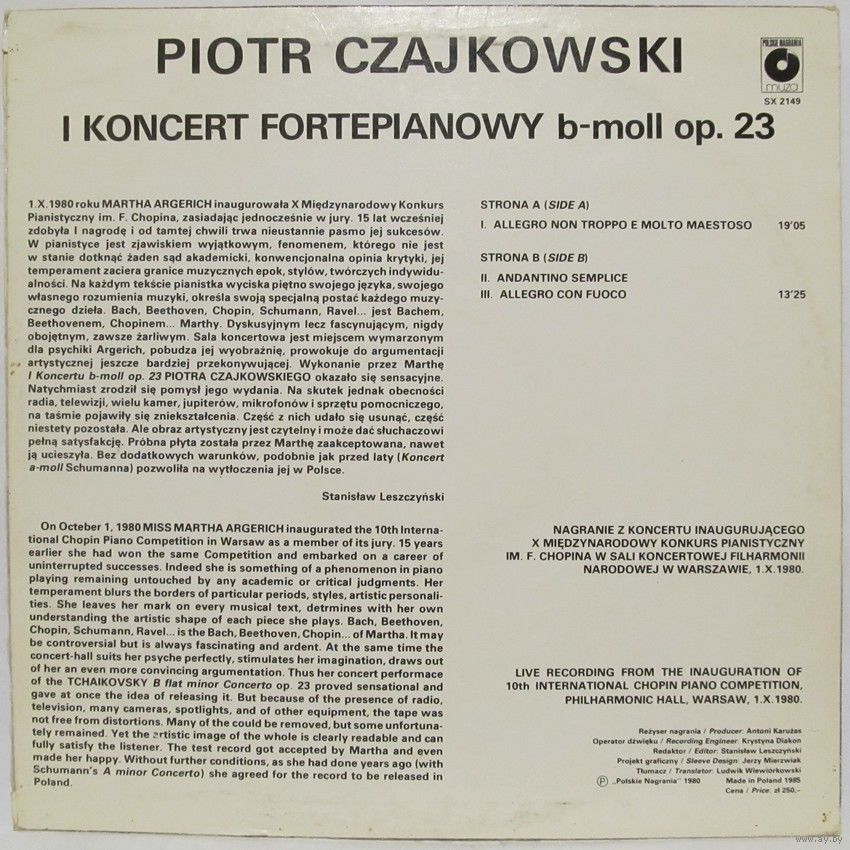 PIOTR CZAJKOWSKI
POLSKIE NAGRANIA
muza
SX 2149
I KONCERT FORTEPIANOWY b-moll op. 23
1.X.1980 roku MARTHA ARGERICH inaugurowała X Międzynarodowy Konkurs
Pianistyczny im. F. Chopina, zasiadając jednocześnie w jury. 15 lat wcześniej
zdobyła I nagrodę i od tamtej chwili trwa nieustannie pasmo jej sukcesów.
W pianistyce jest zjawiskiem wyjątkowym, fenomenem, którego nie jest
w stanie dotknąć żaden sąd akademicki, konwencjonalna opinia krytyki, jej
temperament zaciera granice muzycznych epok, stylów, twórczych indywidu-
alności. Na każdym tekście pianistka wyciska piętno swojego języka, swojego
własnego rozumienia muzyki, określa swoją specjalną postać każdego muzy-
cznego dzieła. Bach, Beethoven, Chopin, Schumann, Ravel... jest Bachem,
Beethovenem, Chopinem... Marthy. Dyskusyjnym lecz fascynującym, nigdy
obojętnym, zawsze żarliwym. Sala koncertowa jest miejscem wymarzonym
dla psychiki Argerich, pobudza jej wyobraźnię, prowokuje do argumentacji
artystycznej jeszcze bardziej przekonywującej. Wykonanie przez Marthę
I Koncertu b-moll op. 23 PIOTRA CZAJKOWSKIEGO okazało się sensacyjne.
Natychmiast zrodził się pomysł jego wydania. Na skutek jednak obecności
radia, telewizji, wielu kamer, jupiterów, mikrofonów i sprzętu pomocniczego,
na taśmie pojawiły się zniekształcenia. Część z nich udało się usunąć, część
niestety pozostała. Ale obraz artystyczny jest czytelny i może dać słuchaczowi
pełną satysfakcję. Próbna płyta została przez Marthę zaakceptowana, nawet
ją ucieszyła. Bez dodatkowych warunków, podobnie jak przed laty (Koncert
a-moll Schumanna) pozwoliła na wytłoczenia jej w Polsce.
Stanisław Leszczyński
On Octeber 1, 1980 MISS MARTHA ARGERICH inaugurated the 10th Interna-
tional Chopin Piano Competition in Warsaw as a member of its jury. 15 years
earlier she had won the same Competition and embarked on a career of
uninterrupted successes. Indeed she is something of a phenomenon in piano
playing remaining untouched by any academic or critical judgments. Her
temperament blurs the borders of particular periods, styles, artistic personali-
ties. She leaves her mark on every musical text, detrmines with her own
understanding the artistic shape of each piece she plays. Bach, Beethoven,
Chopin, Schumann, Ravel... is the Bach, Beethoven, Chopin... of Martha. It may
be controversial but is always fascinating and ardent. At the same time the
concert-hall suits her psyche perfectly, stimulates her imagination, draws out
of her an even more convincing argumentation. Thus her concert performace
of the TCHAIKOVSKY B flat minor Concerto op. 23 proved sensational and
gave at once the idea of releasing it. But because of the presence of radio,
television, many cameras, spotlights, and of other equipment, the tape was
not free from distortions. Many of the could be removed, but some unfortuna-
tely remained. Yet the artistic image of the whole is clearly readable and can
fully satisfy the listener. The test record got accepted by Martha and even
made her happy. Without further conditions, as she had done years ago (with
Schumann's A minor Concerto) she agreed for the record to be released in
Poland.
STRONA A (SIDE A)
I. ALLEGRO NON TROPPO E MOLTO MAESTOSO 19'05
STRONA B (SIDE B)
II. ANDANTINO SEMPLICE
III. ALLEGRO CON FUOCO 13'25
NAGRANIE Z KONCERTU INAUGURUJĄCEGO
X MIĘDZYNARODOWY KONKURS PIANISTYCZNY
IM. F. CHOPINA W SALI KONCERTOWEJ FILHARMONII
NARODOWEJ W WARSZAWIE, 1.X.1980.
LIVE RECORDING FROM THE INAUGURATION OF
10th INTERNATIONAL CHOPIN PIANO COMPETITION,
PHILHARMONIC HALL, WARSAW, 1.X.1980.
Reżyser nagrania / Producer: Antoni Karużas
Operator dźwięku / Recording Engineer: Krystyna Diakon
Redaktor / Editor: Stanisław Leszczyński
Projekt graficzny / Sleeve Design: Jerzy Mierzwiak
Tłumacz / Translator: Ludwik Wiewiórkowski
Ⓟ „Polskie Nagrania" 1980 Made in Poland 1985
Cena / Price: zł 250.-
www.ay.by